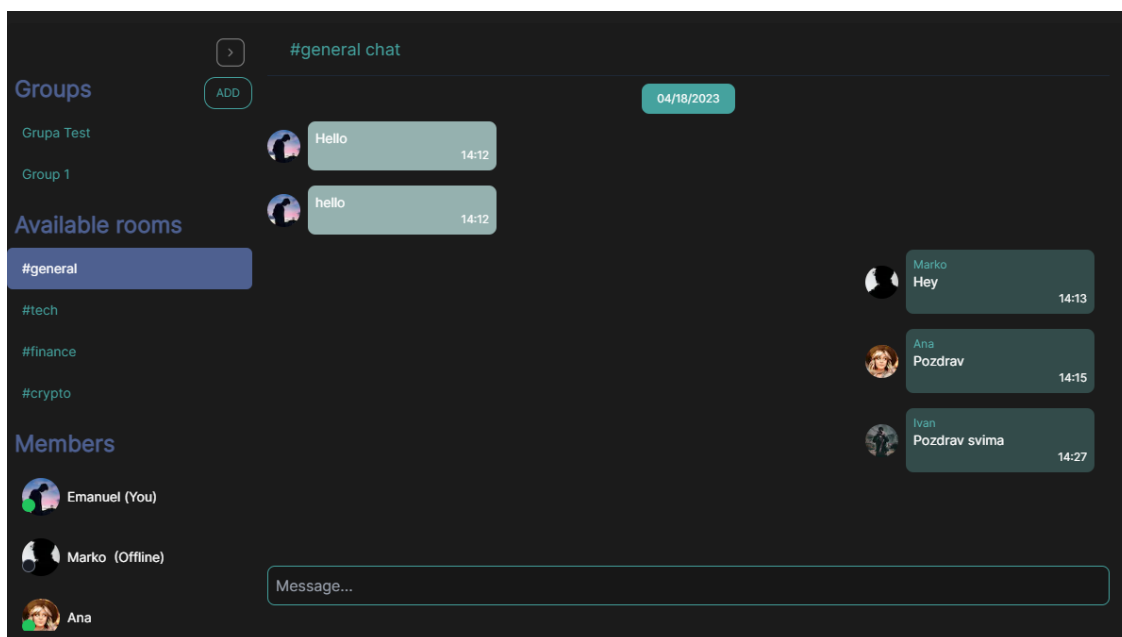 Groups
ADD
Grupa Test
Group 1
Available rooms
#general
#tech
#finance
#crypto
Members
Emanuel (You)
Marko (Offline)
Ana
#general chat
04/18/2023
Hello
14:12
hello
14:12
Marko
Hey
14:13
Ana
Pozdrav
14:15
Ivan
Pozdrav svima
14:27
Message...